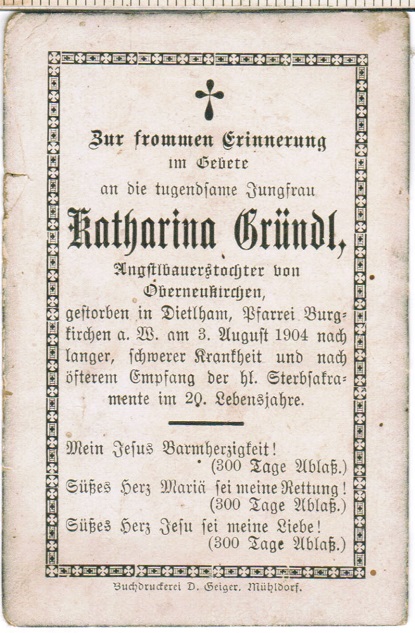 Zur frommen Erinnerung
im Gebete
an die tugendsame Jungfrau
Katharina Gründl,
Angstlbauerstochter von
Oberneukirchen,
gestorben in Dietlham, Pfarrei Burg-
kirchen a. W. am 3. August 1904 nach
langer, schwerer Krankheit und nach
öfterem Empfang der hl. Sterbsakra-
mente im 20. Lebensjahre.
Mein Jesus Barmherzigkeit!
(300 Tage Ablaß.)
Süßes Herz Mariä sei meine Rettung!
(300 Tage Ablaß.)
Süßes Herz Jesu sei meine Liebe!
(300 Tage Ablaß.)
Buchdruckerei D. Geiger, Mühldorf.